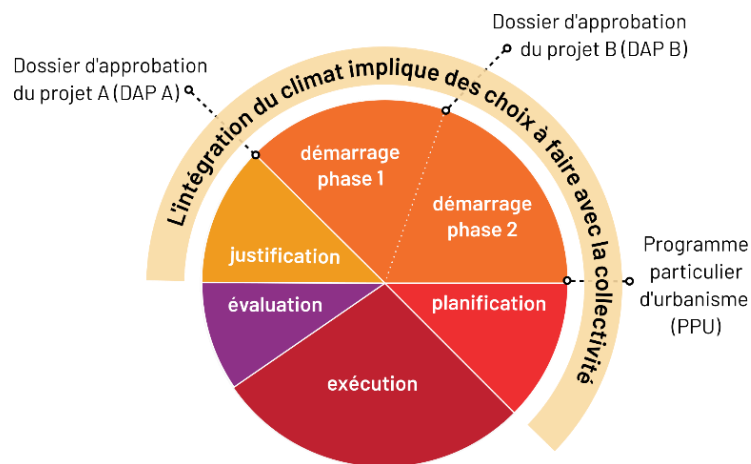 Dossier d'approbation
du projet B (DAP B)
Dossier d'approbation
du projet A (DAP A)
L'intégration du climat implique des choix à faire avec la collectivité
démarrage
phase 1
démarrage
phase 2
justification
Programme
particulier
d'urbanisme
(PPU)
évaluation
planification
exécution